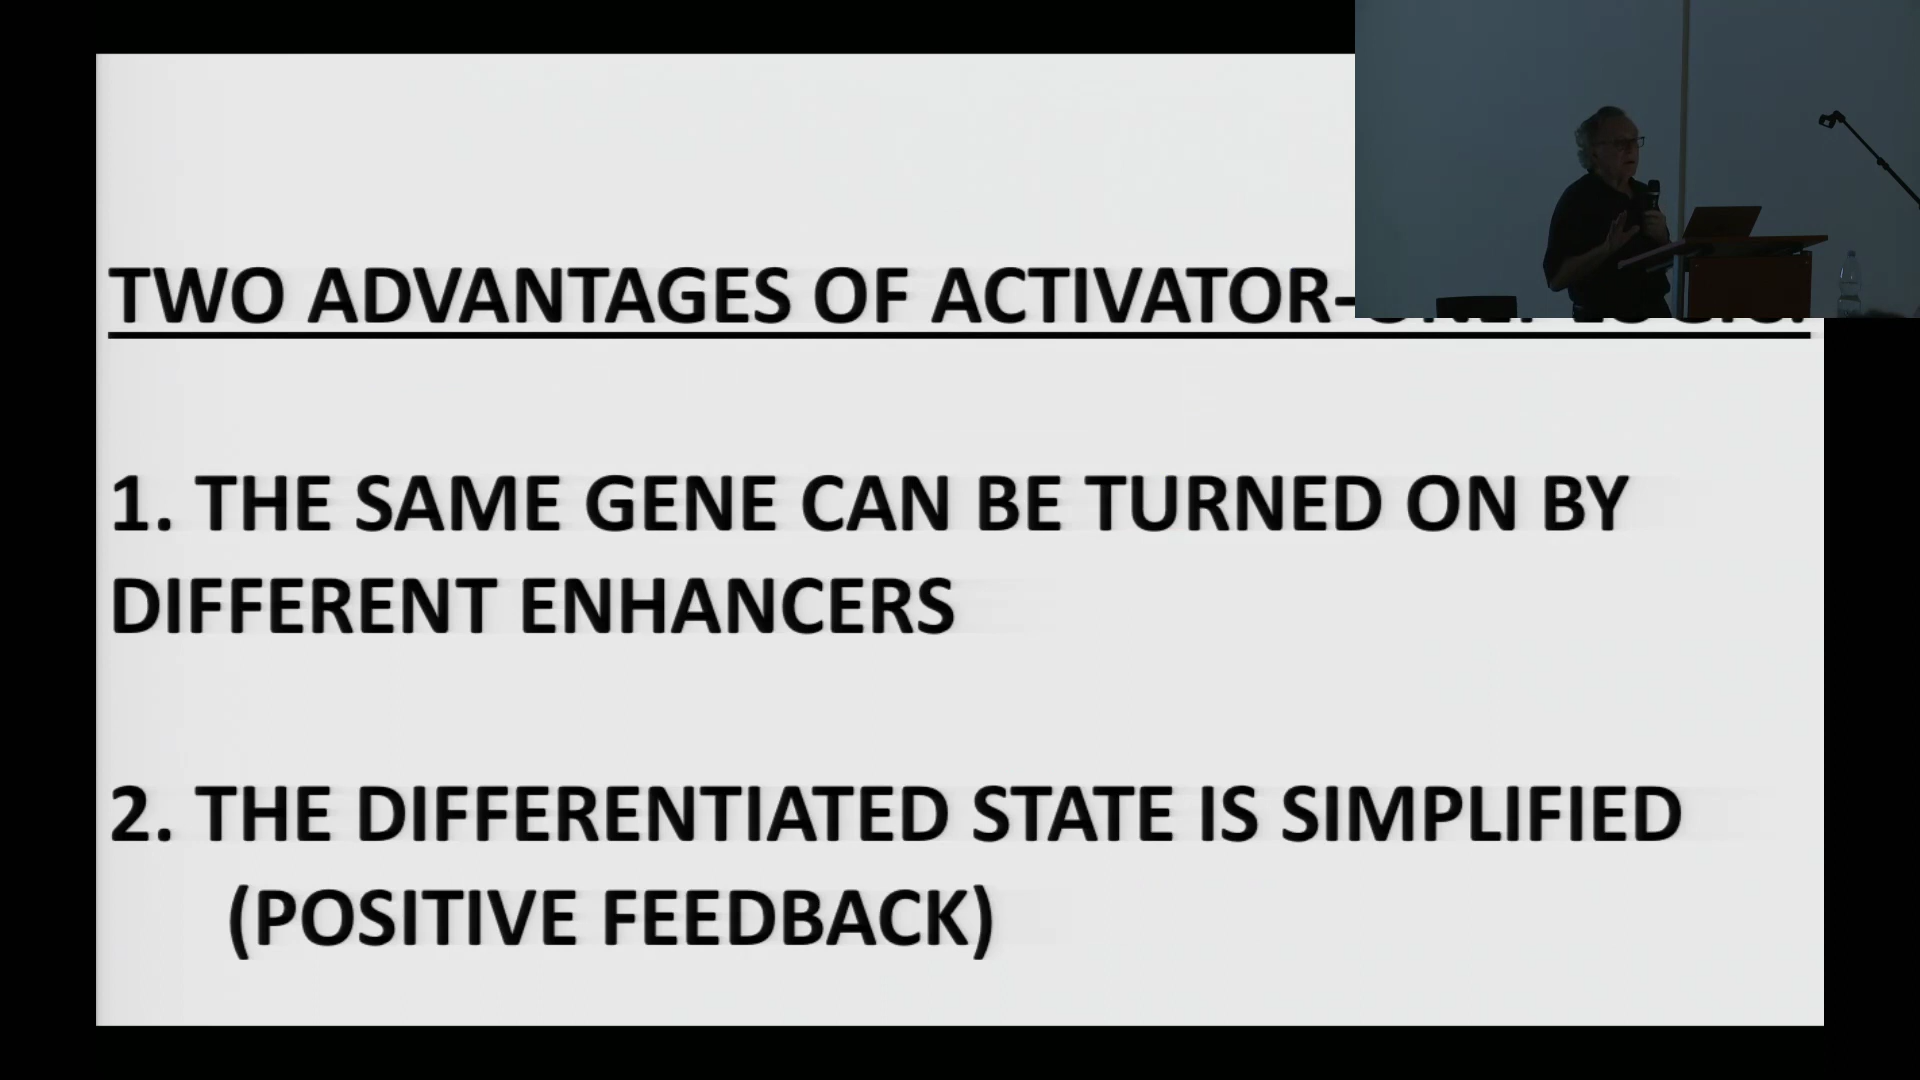 TWO ADVANTAGES OF ACTIVATOR-
1. THE SAME GENE CAN BE TURNED ON BY
DIFFERENT ENHANCERS
2. THE DIFFERENTIATED STATE IS SIMPLIFIED
(POSITIVE FEEDBACK)